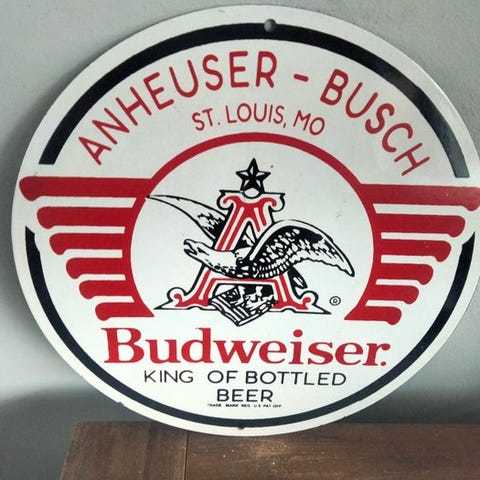 ANHEUSER - BUSCH
ST. LOUIS, MO
A
®
Budweiser.
KING OF BOTTLED
BEER
TRADE MARK REG. U.S. PAT. OFF.